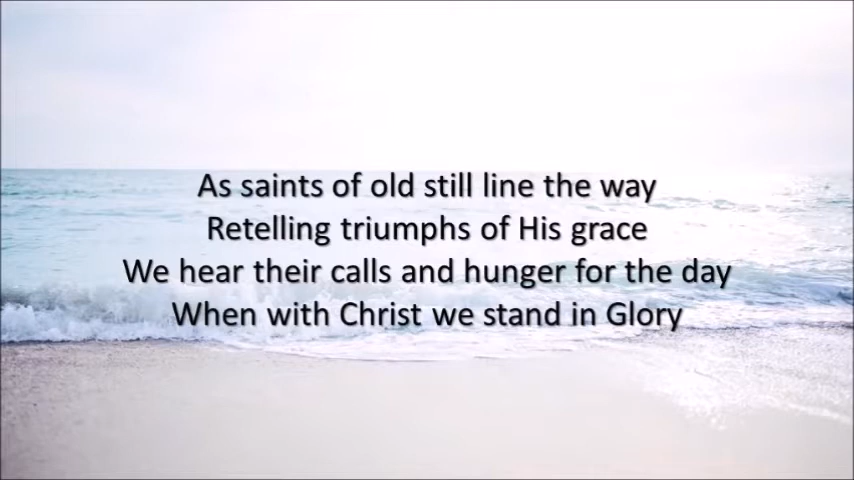 As saints of old still line the way
Retelling triumphs of His grace
We hear their calls and hunger for the day
When with Christ we stand in Glory